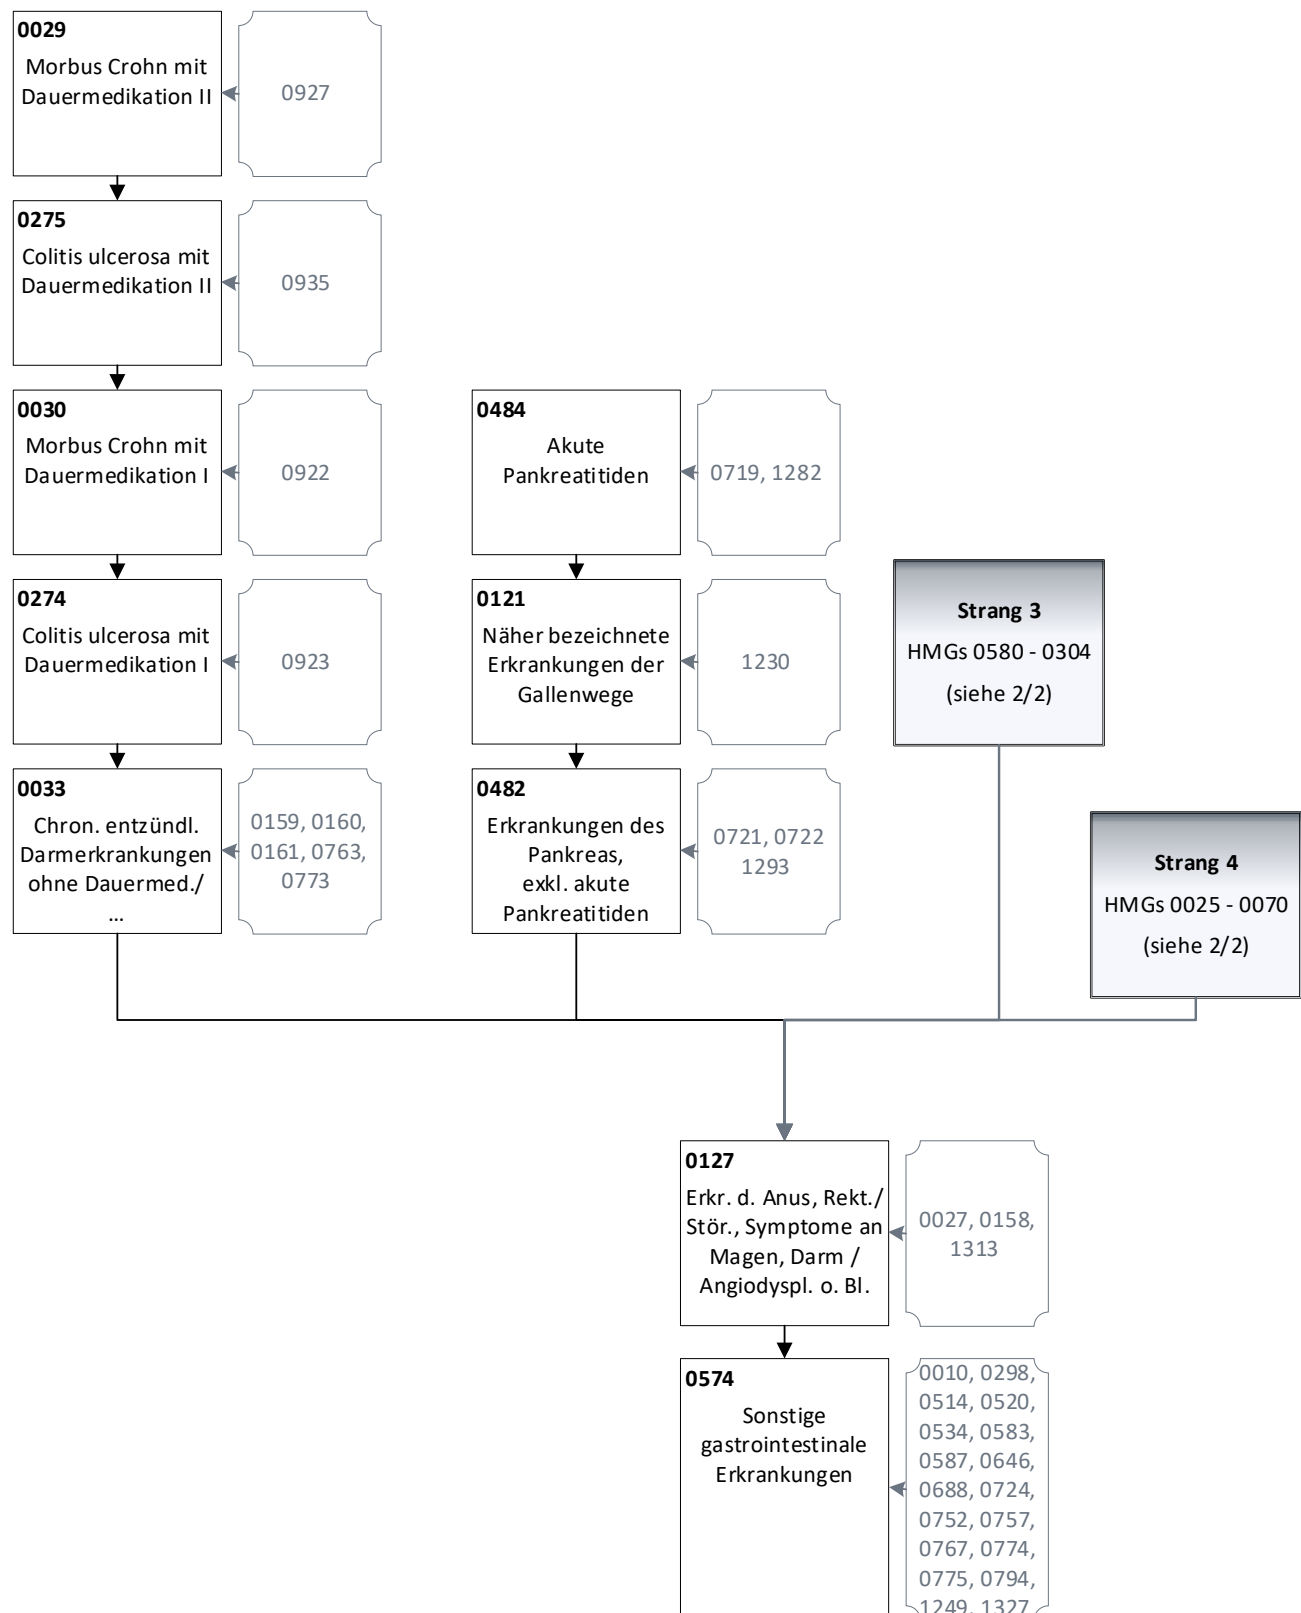 0029
Morbus Crohn mit
Dauermedikation II
0927
0275
Colitis ulcerosa mit
Dauermedikation II
0935
0030
Morbus Crohn mit
Dauermedikation I
0922
0484
Akute
Pankreatitiden
0719, 1282
0274
Colitis ulcerosa mit
Dauermedikation I
0923
0121
Näher bezeichnete
Erkrankungen der
Gallenwege
1230
Strang 3
HMGs 0580 - 0304
(siehe 2/2)
0033
Chron. entzündl.
Darmerkrankungen
ohne Dauermed./
...
0159, 0160,
0161, 0763,
0773
0482
Erkrankungen des
Pankreas,
exkl. akute
Pankreatitiden
0721, 0722
1293
Strang 4
HMGs 0025 - 0070
(siehe 2/2)
0127
Erkr. d. Anus, Rekt./
Stör., Symptome an
Magen, Darm /
Angiodyspl. o. Bl.
0027, 0158,
1313
0574
Sonstige
gastrointestinale
Erkrankungen
0010, 0298,
0514, 0520,
0534, 0583,
0587, 0646,
0688, 0724,
0752, 0757,
0767, 0774,
0775, 0794,
1249, 1327